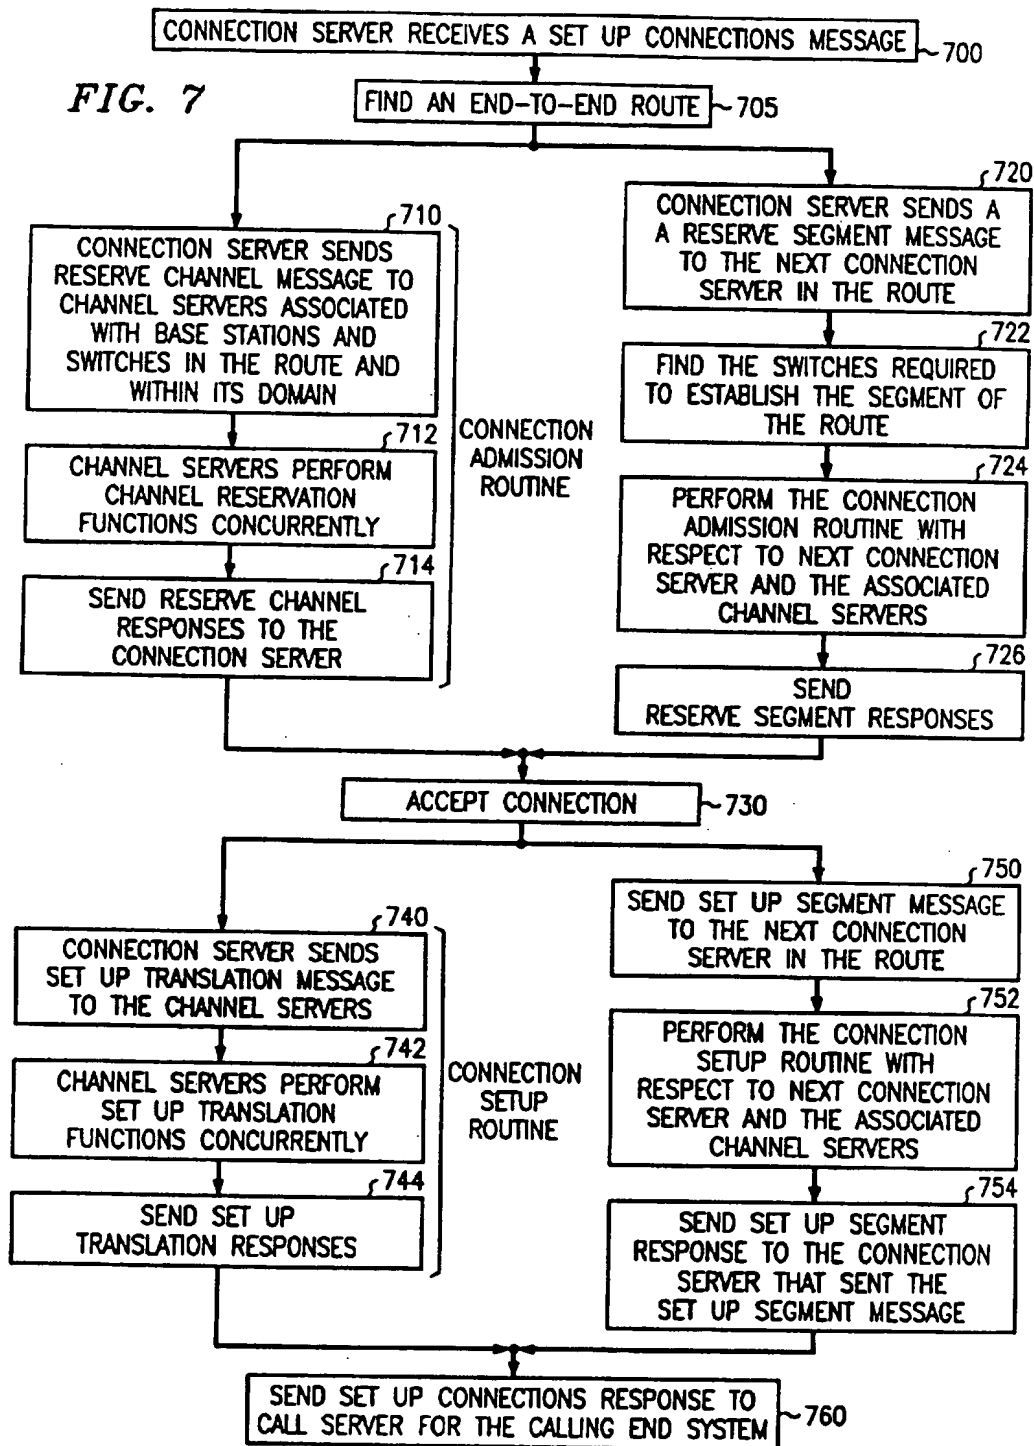 CONNECTION SERVER RECEIVES A SET UP CONNECTIONS MESSAGE
700
FIG. 7
FIND AN END-TO-END ROUTE
705
710
CONNECTION SERVER SENDS
RESERVE CHANNEL MESSAGE TO
CHANNEL SERVERS ASSOCIATED
WITH BASE STATIONS AND
SWITCHES IN THE ROUTE AND
WITHIN ITS DOMAIN
712
CHANNEL SERVERS PERFORM
CHANNEL RESERVATION
FUNCTIONS CONCURRENTLY
714
SEND RESERVE CHANNEL
RESPONSES TO THE
CONNECTION SERVER
CONNECTION
ADMISSION
ROUTINE
720
CONNECTION SERVER SENDS A
A RESERVE SEGMENT MESSAGE
TO THE NEXT CONNECTION
SERVER IN THE ROUTE
722
FIND THE SWITCHES REQUIRED
TO ESTABLISH THE SEGMENT OF
THE ROUTE
724
PERFORM THE CONNECTION
ADMISSION ROUTINE WITH
RESPECT TO NEXT CONNECTION
SERVER AND THE ASSOCIATED
CHANNEL SERVERS
726
SEND
RESERVE SEGMENT RESPONSES
ACCEPT CONNECTION
730
740
CONNECTION SERVER SENDS
SET UP TRANSLATION MESSAGE
TO THE CHANNEL SERVERS
742
CHANNEL SERVERS PERFORM
SET UP TRANSLATION
FUNCTIONS CONCURRENTLY
744
SEND SET UP
TRANSLATION RESPONSES
CONNECTION
SETUP
ROUTINE
750
SEND SET UP SEGMENT MESSAGE
TO THE NEXT CONNECTION
SERVER IN THE ROUTE
752
PERFORM THE CONNECTION
SETUP ROUTINE WITH
RESPECT TO NEXT CONNECTION
SERVER AND THE ASSOCIATED
CHANNEL SERVERS
754
SEND SET UP SEGMENT
RESPONSE TO THE CONNECTION
SERVER THAT SENT THE
SET UP SEGMENT MESSAGE
SEND SET UP CONNECTIONS RESPONSE TO
CALL SERVER FOR THE CALLING END SYSTEM
760